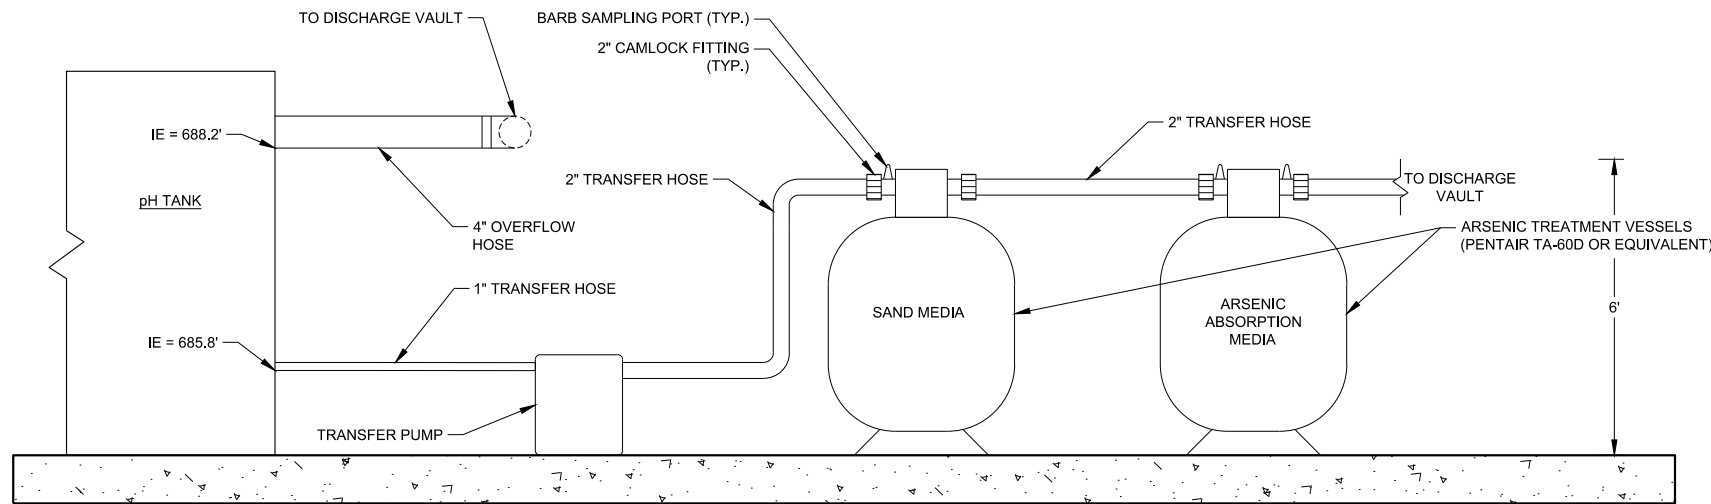 TO DISCHARGE VAULT
BARB SAMPLING PORT (TYP.)
2" CAMLOCK FITTING
(TYP.)
IE = 688.2'
2" TRANSFER HOSE
2" TRANSFER HOSE
pH TANK
TO DISCHARGE
VAULT
4" OVERFLOW
HOSE
ARSENIC TREATMENT VESSELS
(PENTAIR TA-60D OR EQUIVALENT)
1" TRANSFER HOSE
SAND MEDIA
ARSENIC
ABSORPTION
MEDIA
6'
IE = 685.8'
TRANSFER PUMP